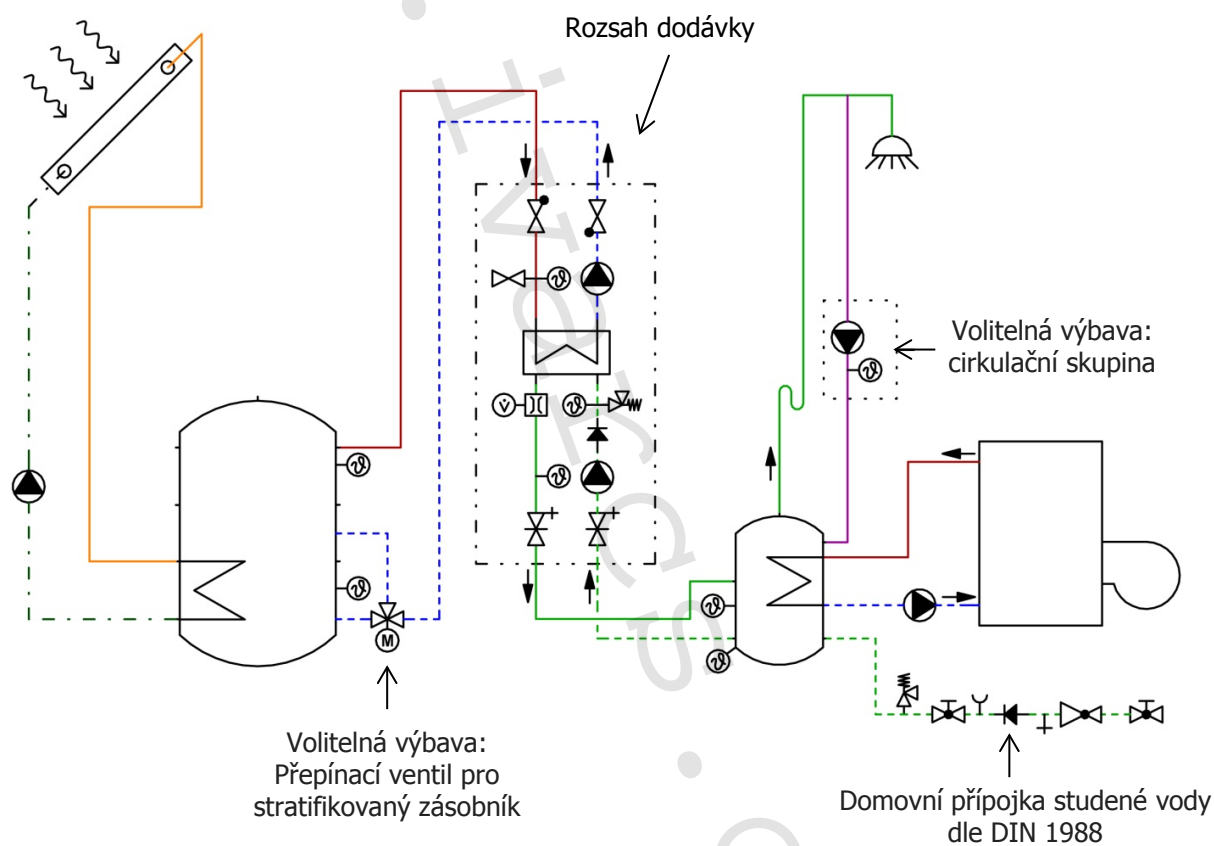 Rozsah dodávky
Volitelná výbava:
cirkulační skupina
ϑ
ϑ
V̇
ϑ
ϑ
ϑ
ϑ
ϑ
ϑ
ϑ
M
Volitelná výbava:
Přepínací ventil pro
stratifikovaný zásobník
Domovní přípojka studené vody
dle DIN 1988